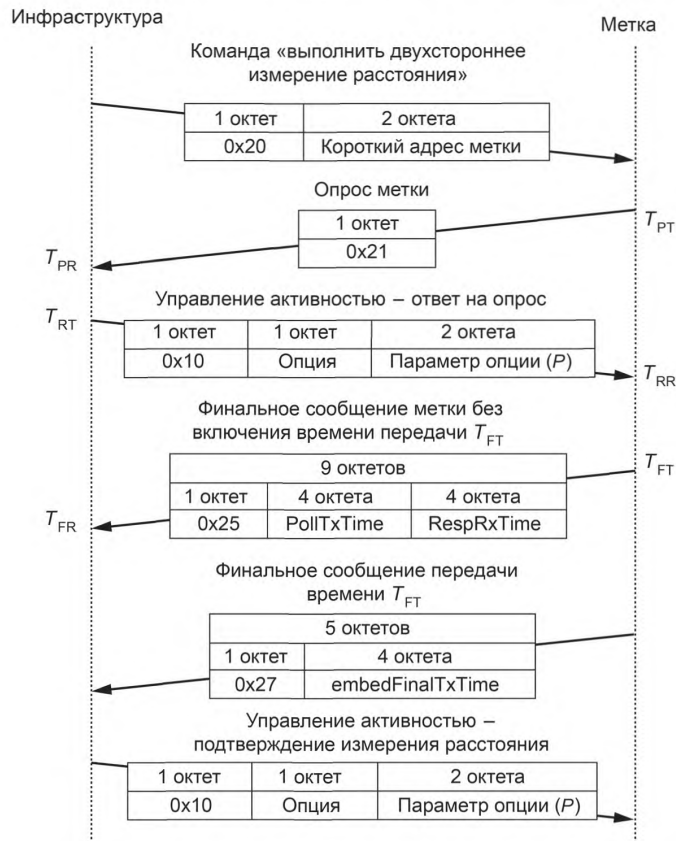 Инфраструктура
Метка
Команда «выполнить двухстороннее
измерение расстояния»
1 октет 2 октета
0x20 Короткий адрес метки
Опрос метки
1 октет
0x21
T_PT
T_PR
Управление активностью – ответ на опрос
T_RT
1 октет 1 октет 2 октета
0x10 Опция Параметр опции (P)
T_RR
Финальное сообщение метки без
включения времени передачи T_FT
9 октетов
T_FT
1 октет 4 октета 4 октета
0x25 PollTxTime RespRxTime
T_FR
Финальное сообщение передачи
времени T_FT
5 октетов
1 октет 4 октета
0x27 embedFinalTxTime
Управление активностью –
подтверждение измерения расстояния
1 октет 1 октет 2 октета
0x10 Опция Параметр опции (P)